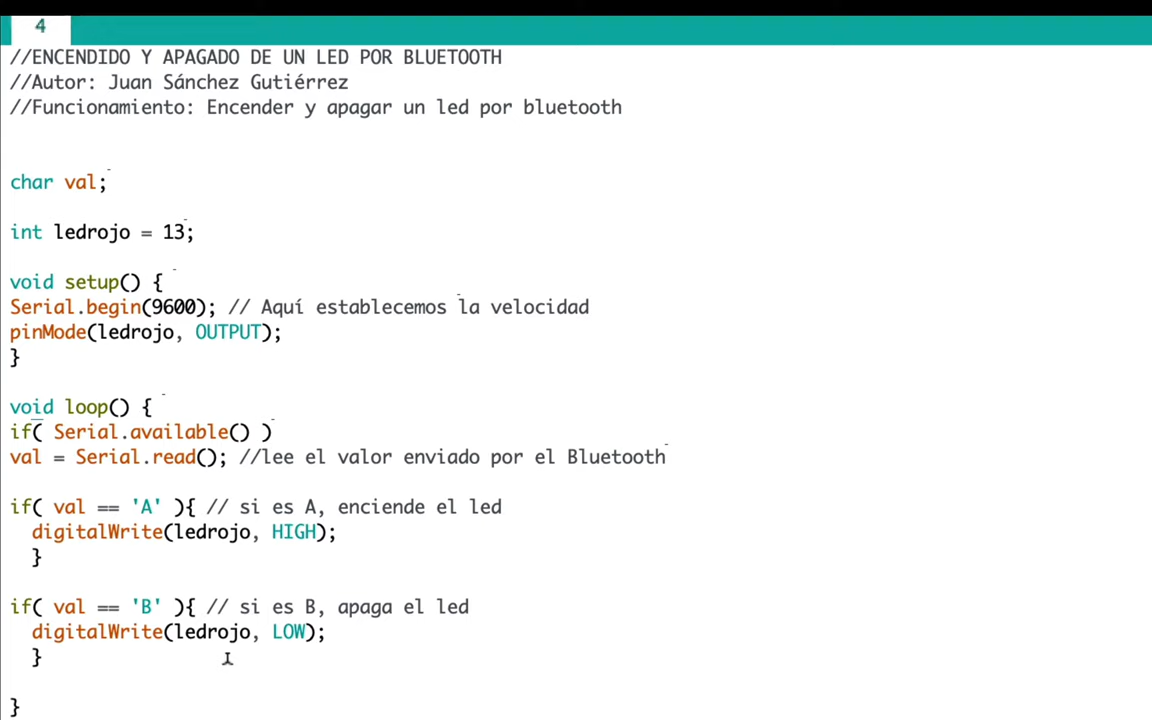 4
//ENCENDIDO Y APAGADO DE UN LED POR BLUETOOTH
//Autor: Juan Sánchez Gutiérrez
//Funcionamiento: Encender y apagar un led por bluetooth
char val;
int ledrojo = 13;
void setup() {
Serial.begin(9600); // Aquí establecemos la velocidad
pinMode(ledrojo, OUTPUT);
}
void loop() {
if( Serial.available() )
val = Serial.read(); //lee el valor enviado por el Bluetooth
if( val == 'A' ){ // si es A, enciende el led
digitalWrite(ledrojo, HIGH);
}
if( val == 'B' ){ // si es B, apaga el led
digitalWrite(ledrojo, LOW);
}
}